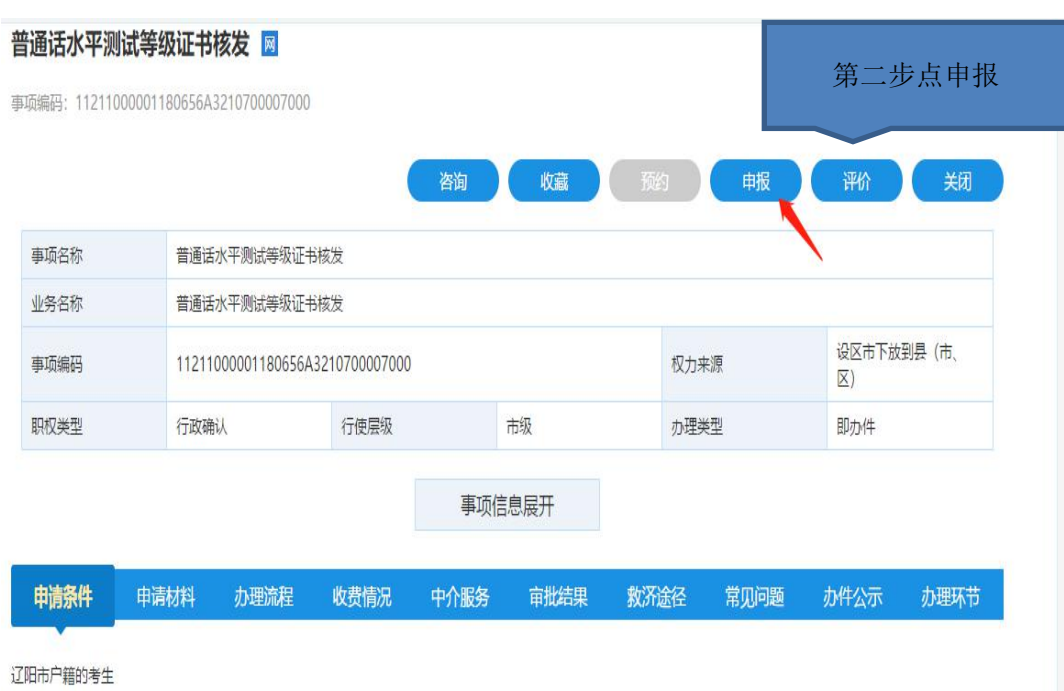 普通话水平测试等级证书核发 网
第二步点申报
事项编码：11211000001180656A3210700007000
咨询 收藏 预约 申报 评价 关闭
事项名称 普通话水平测试等级证书核发
业务名称 普通话水平测试等级证书核发
事项编码 11211000001180656A3210700007000 权力来源 设区市下放到县（市、
区）
职权类型 行政确认 行使层级 市级 办理类型 即办件
事项信息展开
申请条件 申请材料 办理流程 收费情况 中介服务 审批结果 救济途径 常见问题 办件公示 办理环节
辽阳市户籍的考生